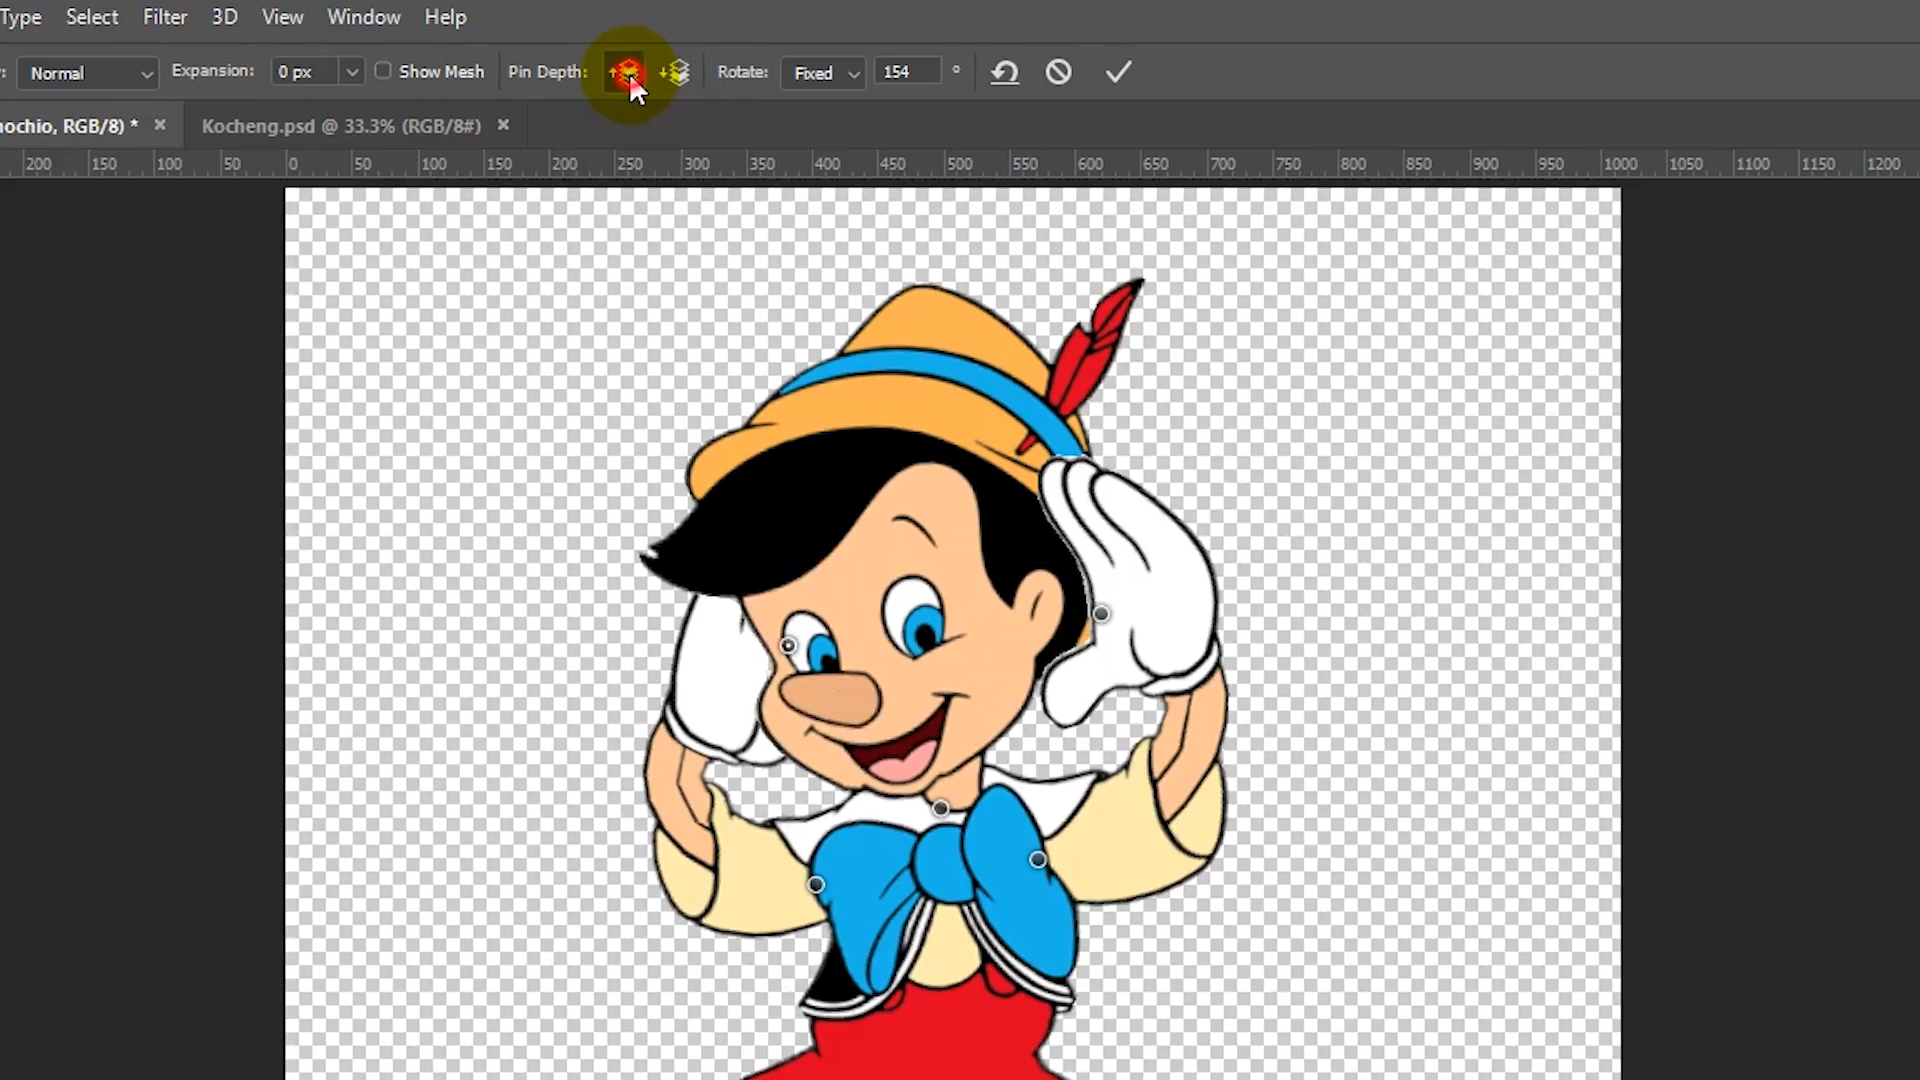 Type Select Filter 3D View Window Help
: Normal Expansion: 0 px Show Mesh Pin Depth: Rotate: Fixed 154 °
nochio, RGB/8) * × Kocheng.psd @ 33.3% (RGB/8#) ×
200 150 100 50 0 50 100 150 200 250 300 350 400 450 500 550 600 650 700 750 800 850 900 950 1000 1050 1100 1150 1200